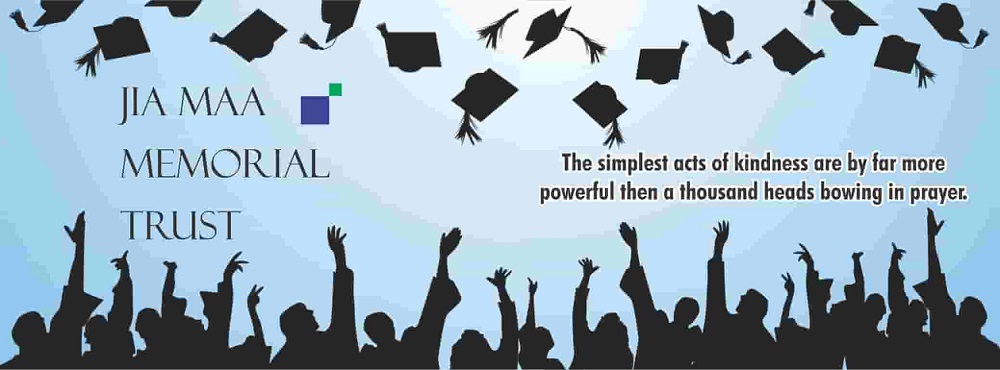 JIA MAA
MEMORIAL
TRUST
The simplest acts of kindness are by far more
powerful then a thousand heads bowing in prayer.